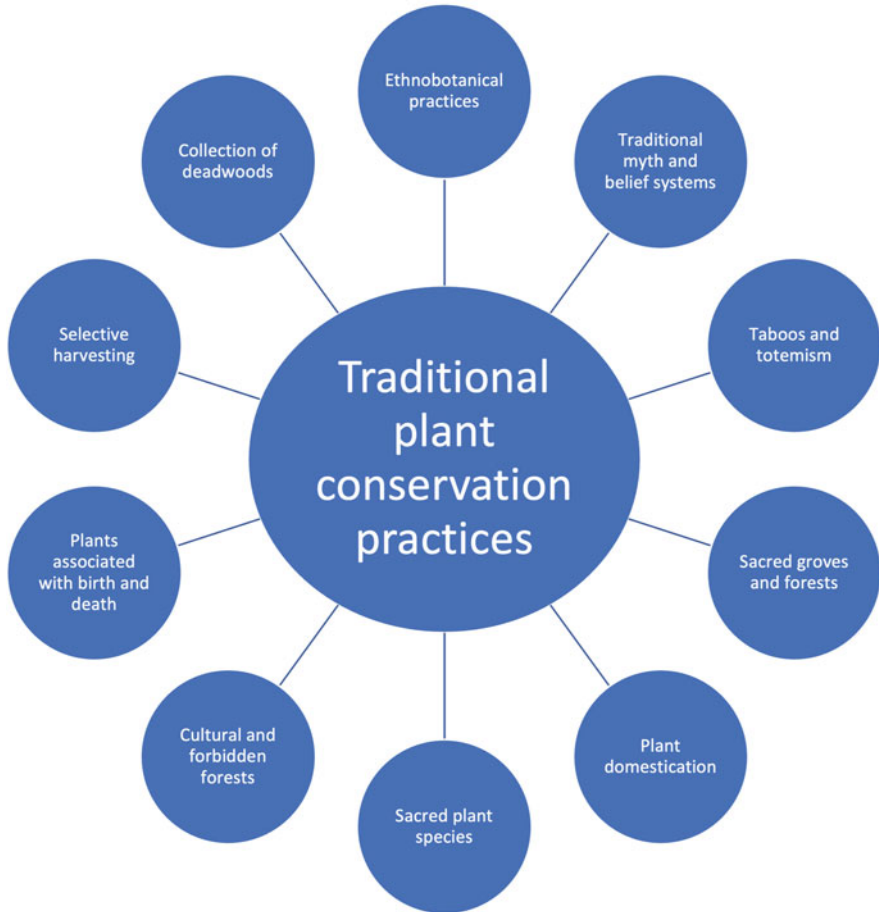 Ethnobotanical
practices
Traditional
myth and
belief systems
Taboos and
totemism
Sacred groves
and forests
Plant
domestication
Sacred plant
species
Cultural and
forbidden
forests
Plants
associated
with birth and
death
Selective
harvesting
Collection of
deadwoods
Traditional
plant
conservation
practices